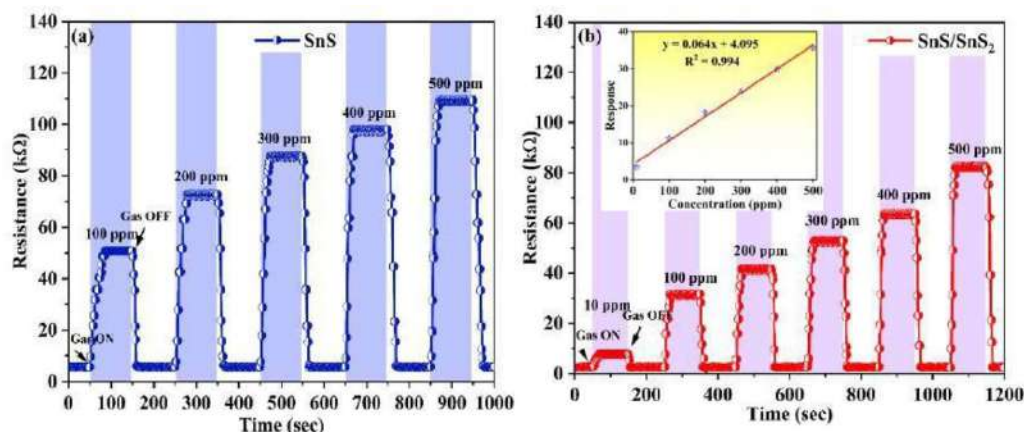 (a)
SnS
100 ppm
200 ppm
300 ppm
400 ppm
500 ppm
Gas ON
Gas OFF
Resistance (kΩ)
0
20
40
60
80
100
120
140
0 100 200 300 400 500 600 700 800 900 1000
Time (sec)
(b)
SnS/SnS₂
y = 0.064x + 4.095
R² = 0.994
Response
0
10
20
30
40
100 200 300 400 500
Concentration (ppm)
10 ppm
100 ppm
200 ppm
300 ppm
400 ppm
500 ppm
Gas ON
Gas OFF
Resistance (kΩ)
0
20
40
60
80
100
120
140
0 200 400 600 800 1000 1200
Time (sec)